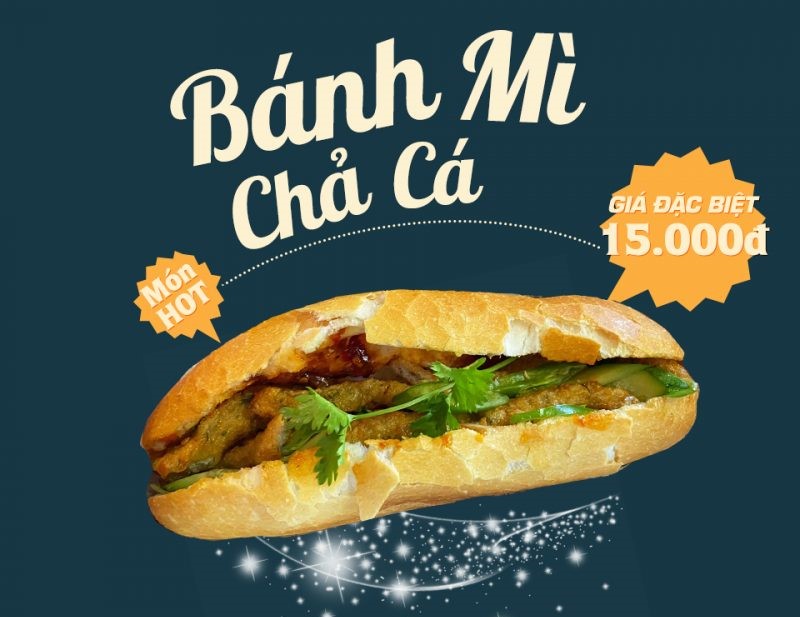 Bánh Mì
Chả Cá
GIÁ ĐẶC BIỆT
15.000đ
Món
HOT